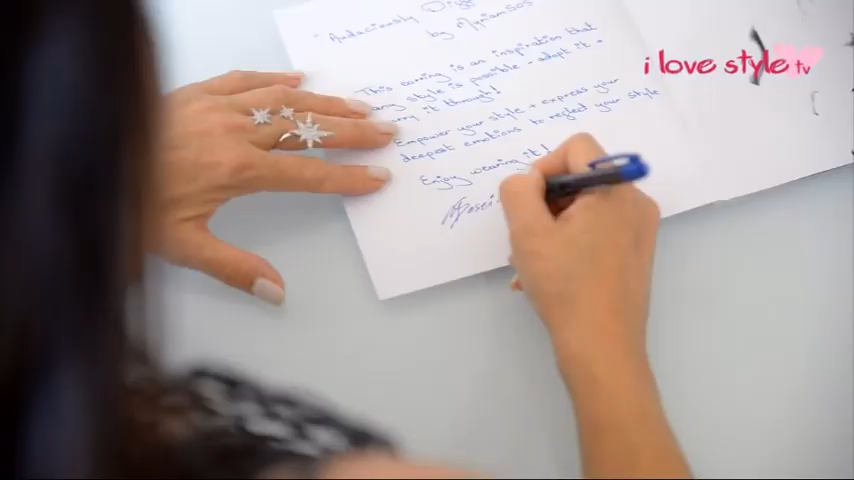 "Audaciously
by MyriamSOS
This earring is an inspiration that
any style is possible - adopt it +
it through!
Empower your style + express your
deepest emotions to reflect your style.
Enjoy wearing it!
i love style tv